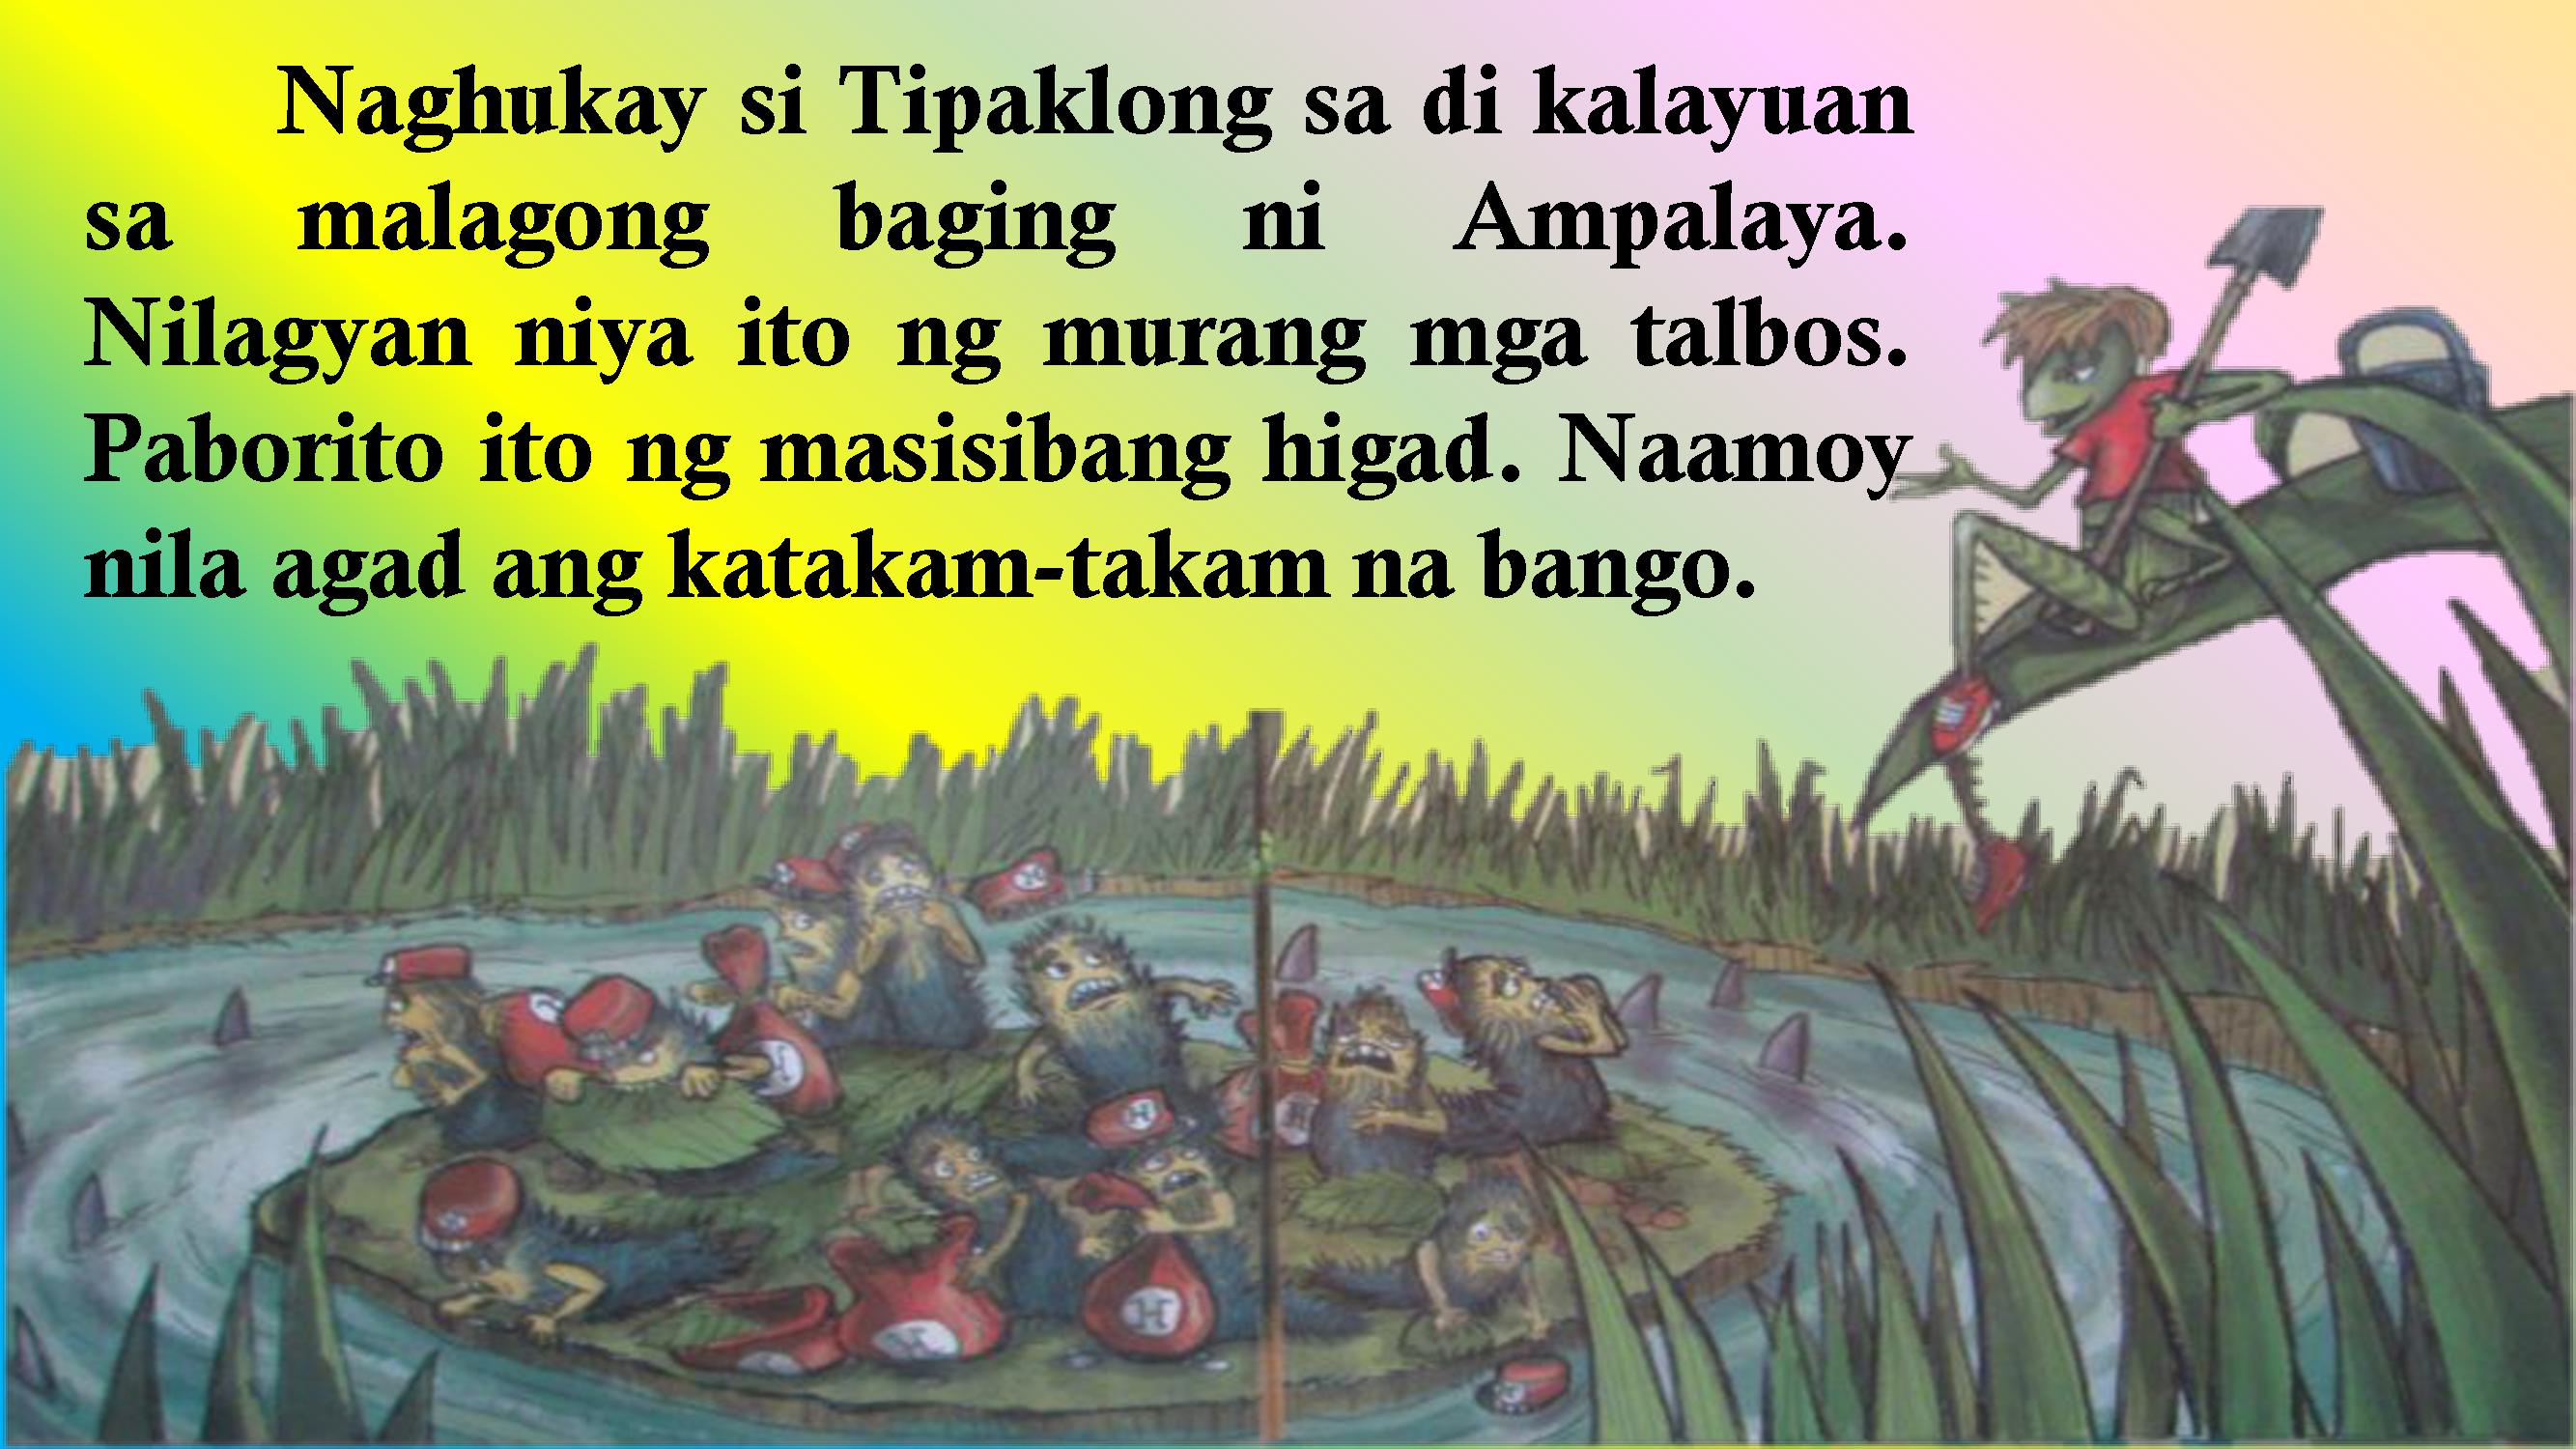 Naghukay si Tipaklong sa di kalayuan
sa malagong baging ni Ampalaya.
Nilagyan niya ito ng murang mga talbos.
Paborito ito ng masisibang higad. Naamoy
nila agad ang katakam-takam na bango.
H
H
H
H